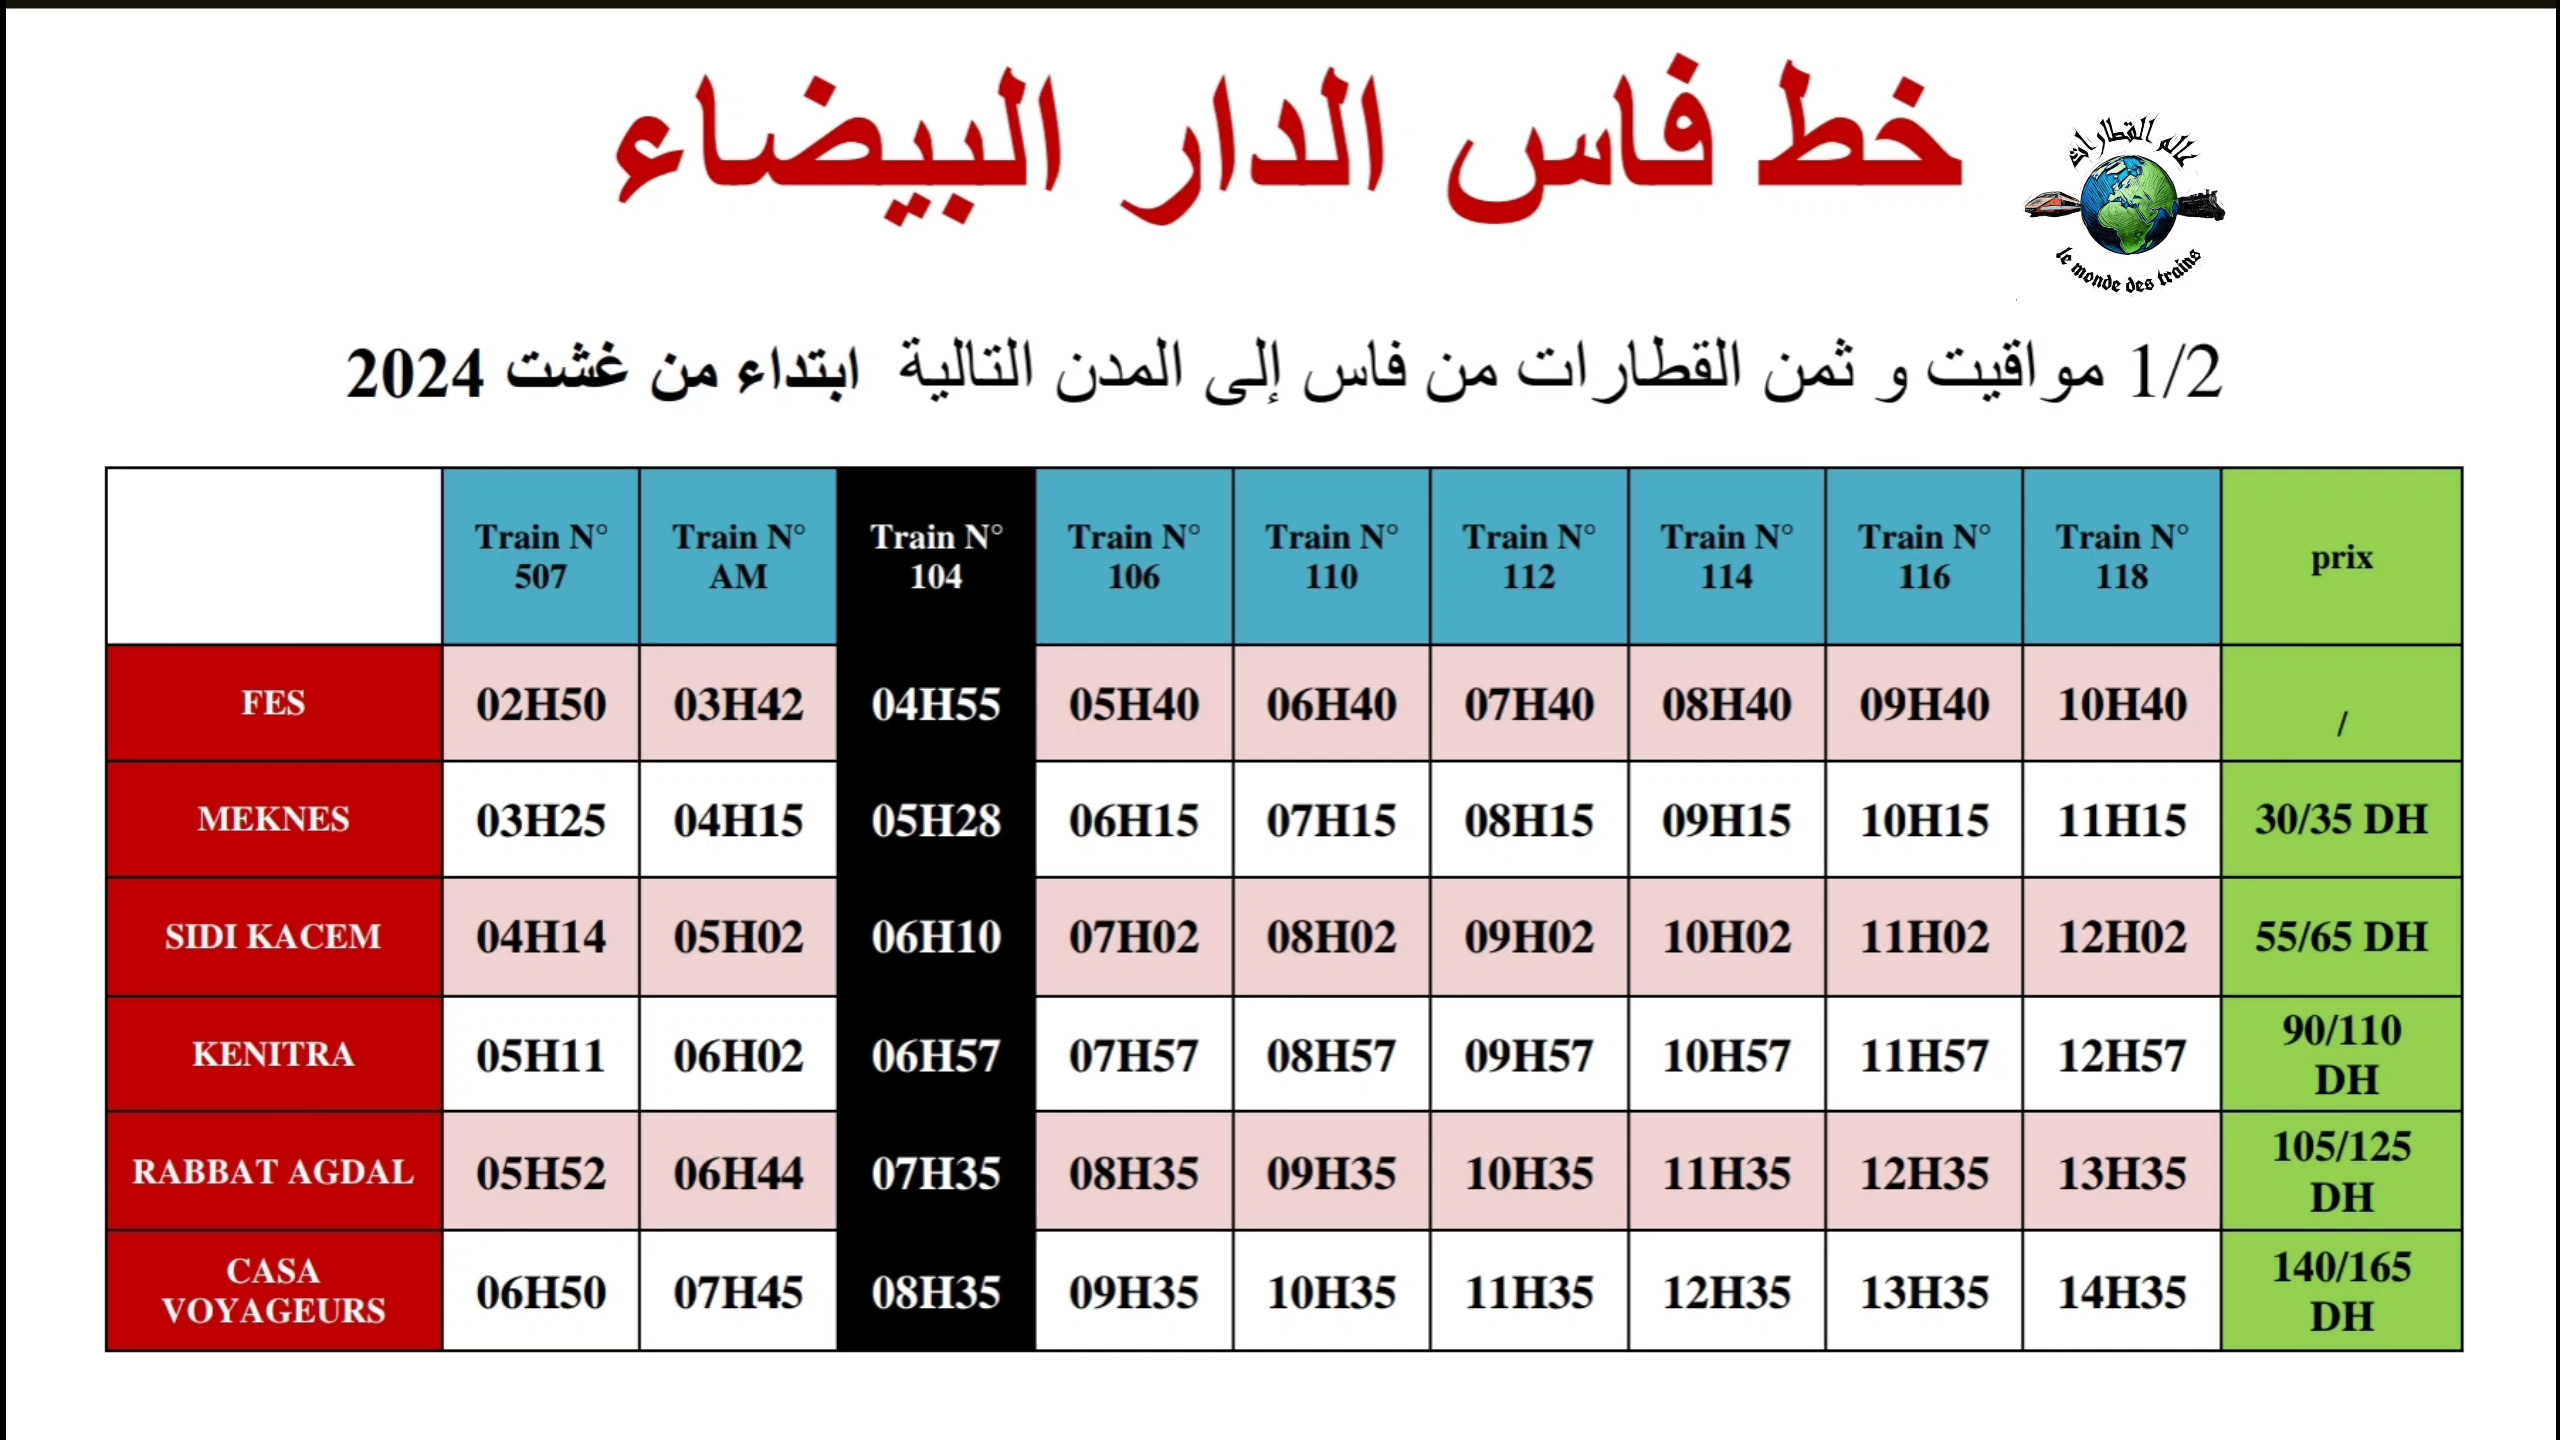 خط فاس الدار البيضاء
عالم القطارات
le monde des trains
1/2 مواقيت و ثمن القطارات من فاس إلى المدن التالية ابتداء من غشت 2024
Train N° 507 Train N° AM Train N° 104 Train N° 106 Train N° 110 Train N° 112 Train N° 114 Train N° 116 Train N° 118 prix
FES 02H50 03H42 04H55 05H40 06H40 07H40 08H40 09H40 10H40 /
MEKNES 03H25 04H15 05H28 06H15 07H15 08H15 09H15 10H15 11H15 30/35 DH
SIDI KACEM 04H14 05H02 06H10 07H02 08H02 09H02 10H02 11H02 12H02 55/65 DH
KENITRA 05H11 06H02 06H57 07H57 08H57 09H57 10H57 11H57 12H57 90/110 DH
RABBAT AGDAL 05H52 06H44 07H35 08H35 09H35 10H35 11H35 12H35 13H35 105/125 DH
CASA VOYAGEURS 06H50 07H45 08H35 09H35 10H35 11H35 12H35 13H35 14H35 140/165 DH